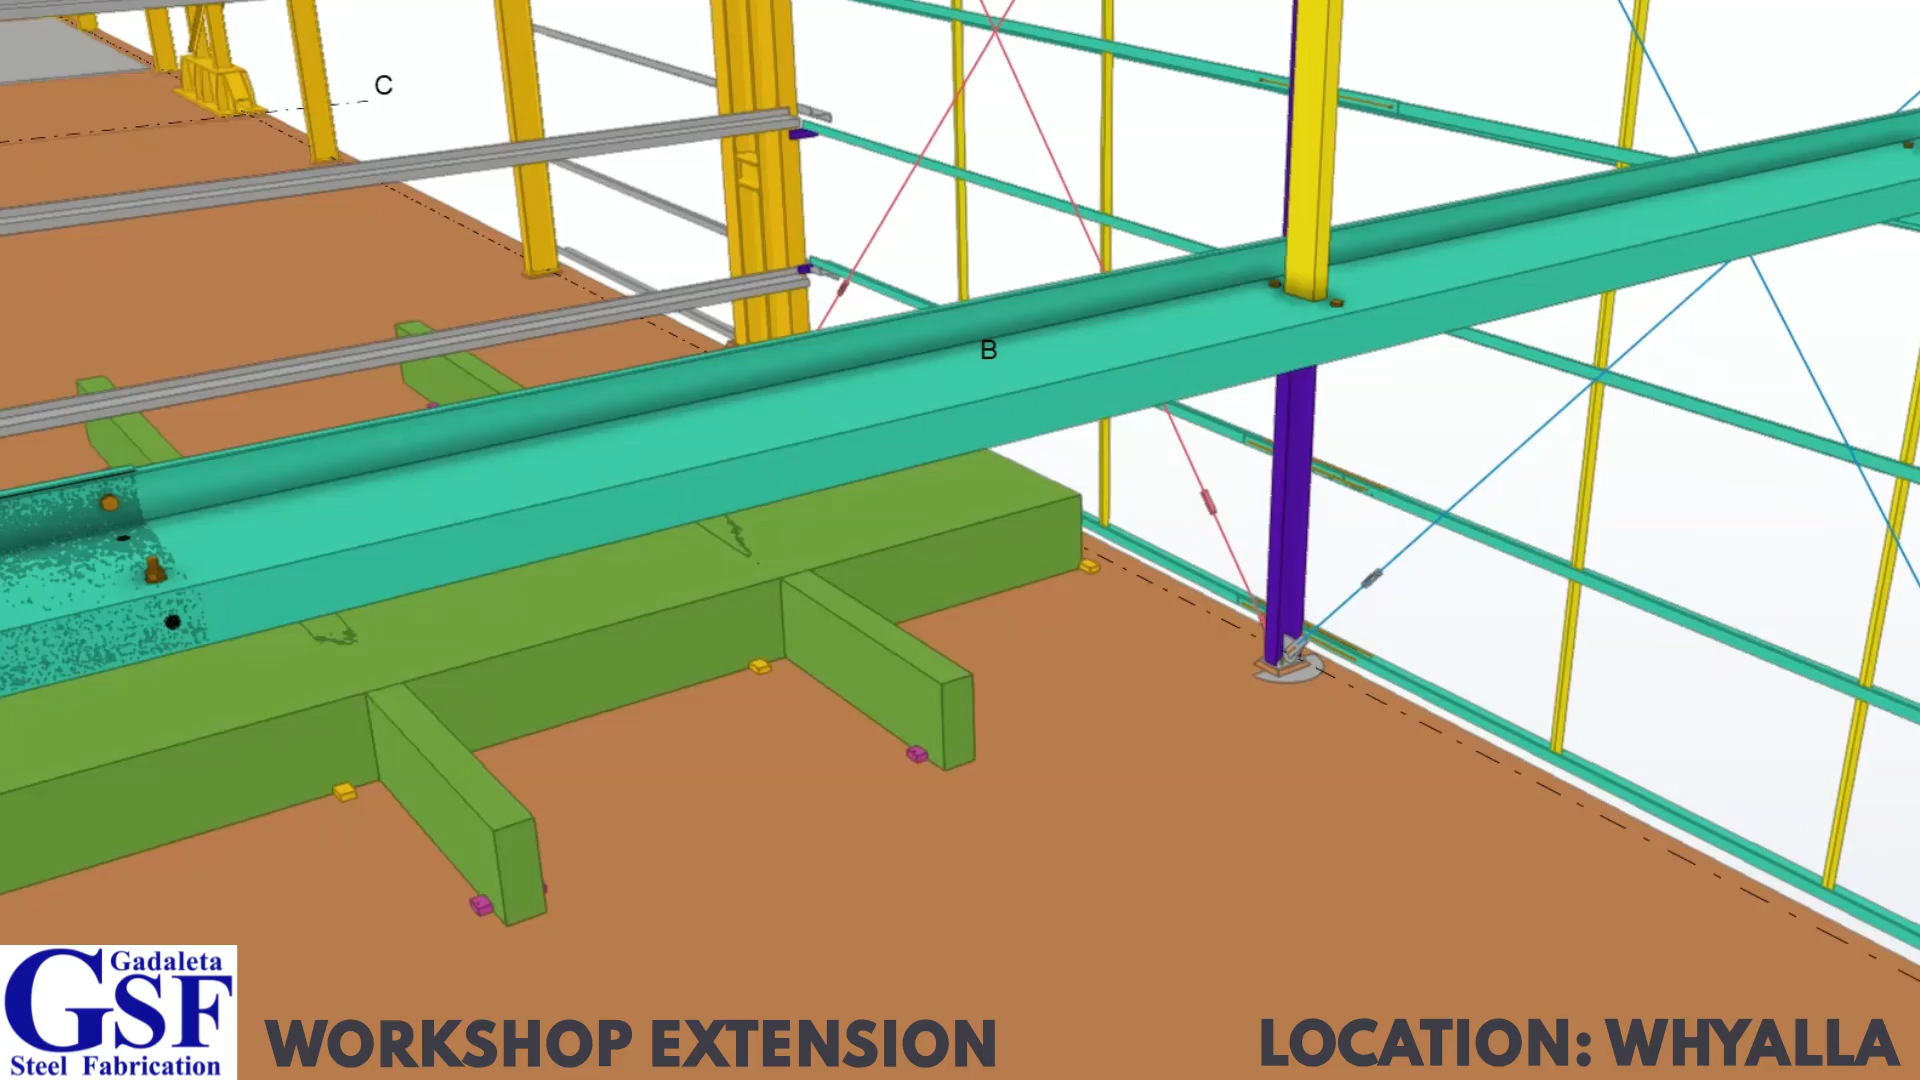 C
B
Gadaleta
GSF
Steel Fabrication
WORKSHOP EXTENSION
LOCATION: WHYALLA